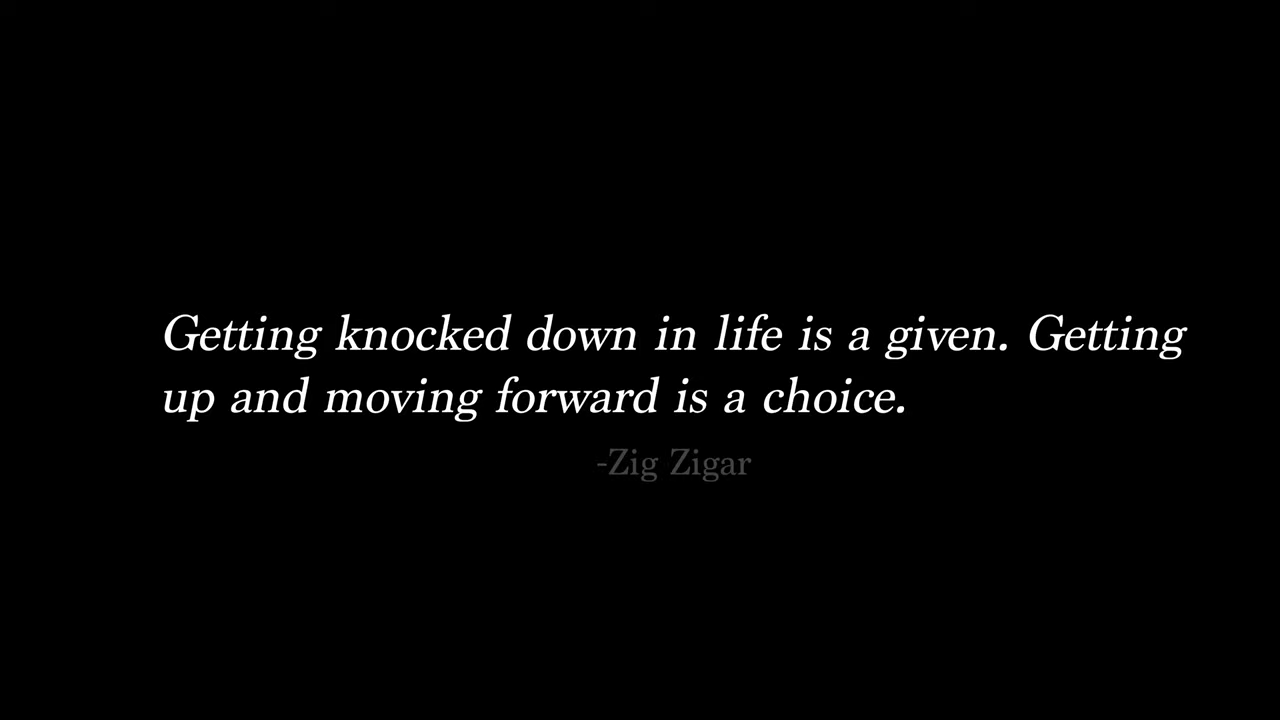 Getting knocked down in life is a given. Getting
up and moving forward is a choice.
-Zig Zigar